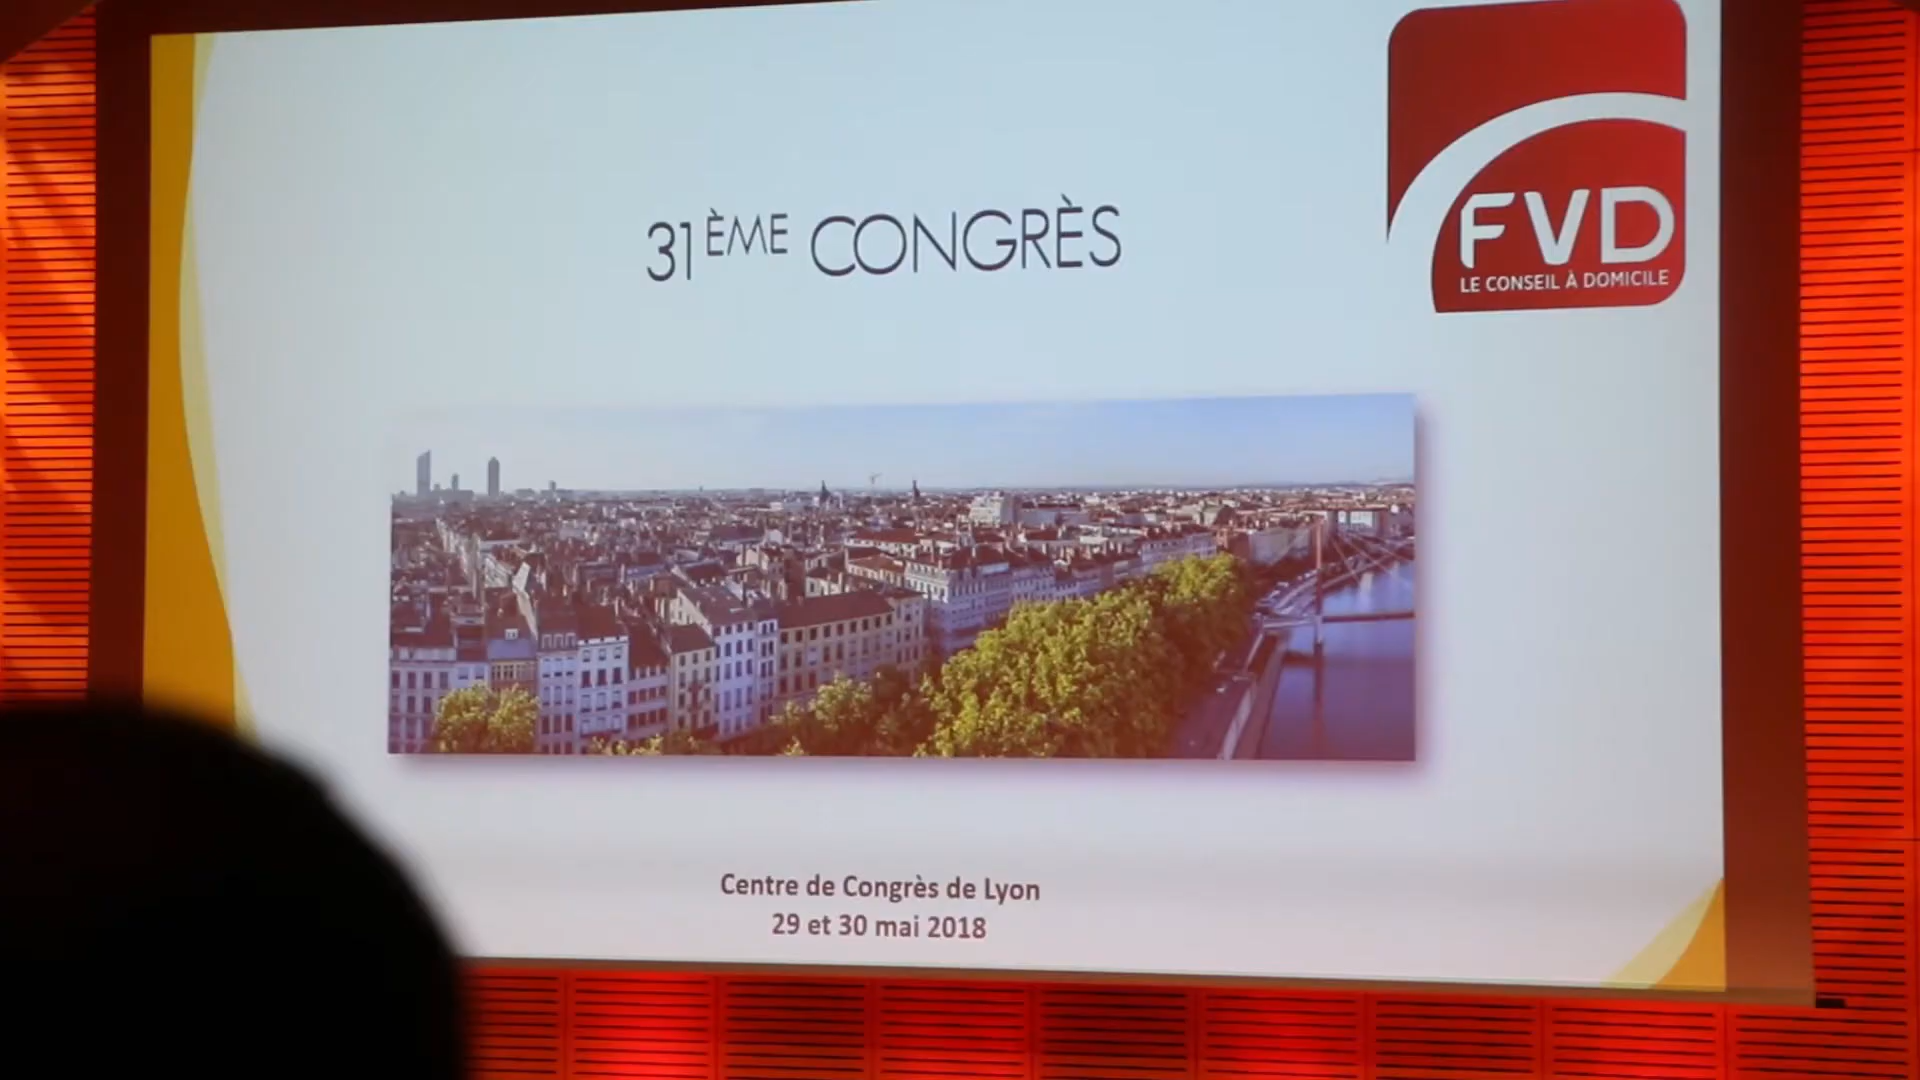 31ÈME CONGRÈS
FVD
LE CONSEIL À DOMICILE
Centre de Congrès de Lyon
29 et 30 mai 2018